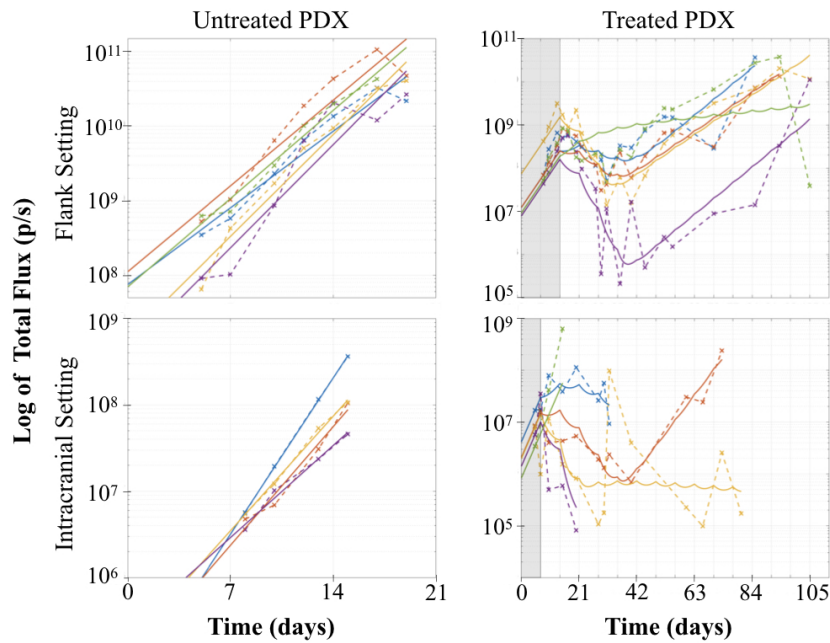 Untreated PDX
Treated PDX
Log of Total Flux (p/s)
Flank Setting
10^11
10^10
10^9
10^8
10^11
10^9
10^7
10^5
Intracranial Setting
10^9
10^8
10^7
10^6
0 7 14 21
10^9
10^7
10^5
0 21 42 63 84 105
Time (days)
Time (days)